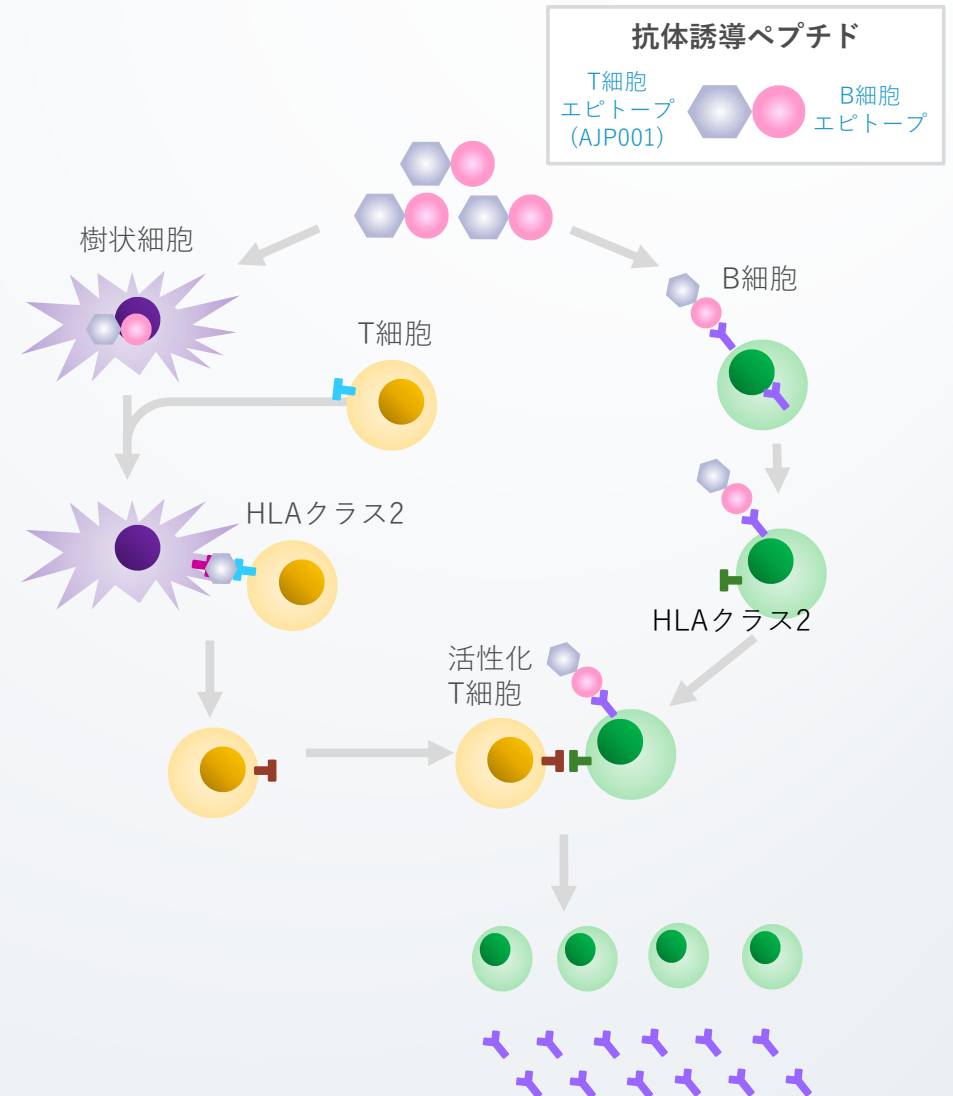 抗体誘導ペプチド
T細胞
エピトープ
(AJP001)
B細胞
エピトープ
樹状細胞
B細胞
T細胞
HLAクラス2
HLAクラス2
活性化
T細胞